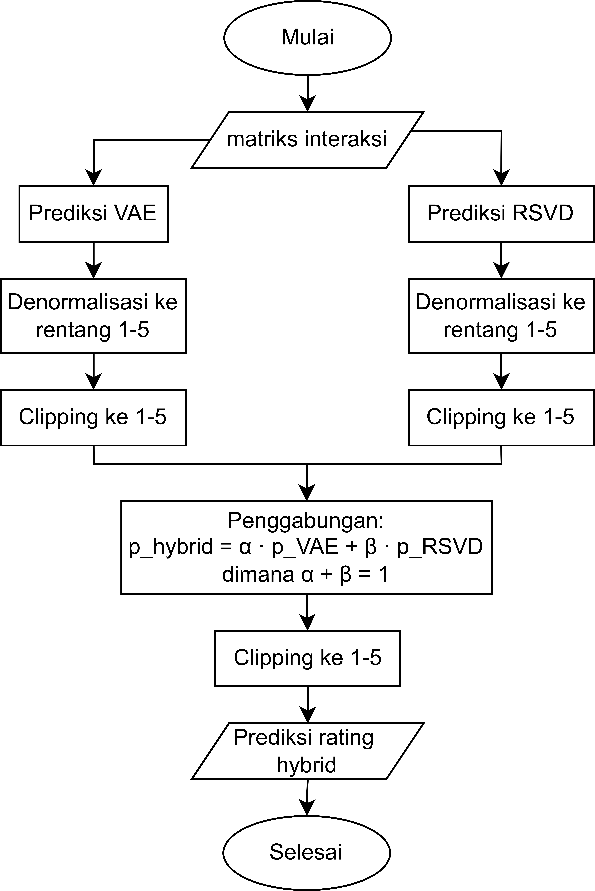 Mulai
matriks interaksi
Prediksi VAE
Prediksi RSVD
Denormalisasi ke
rentang 1-5
Denormalisasi ke
rentang 1-5
Clipping ke 1-5
Clipping ke 1-5
Penggabungan:
p_hybrid = α · p_VAE + β · p_RSVD
dimana α + β = 1
Clipping ke 1-5
Prediksi rating
hybrid
Selesai